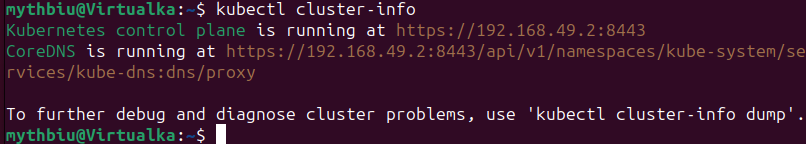 mythbiu@Virtualka:~$ kubectl cluster-info
Kubernetes control plane is running at https://192.168.49.2:8443
CoreDNS is running at https://192.168.49.2:8443/api/v1/namespaces/kube-system/se
rvices/kube-dns:dns/proxy

To further debug and diagnose cluster problems, use 'kubectl cluster-info dump'.
mythbiu@Virtualka:~$